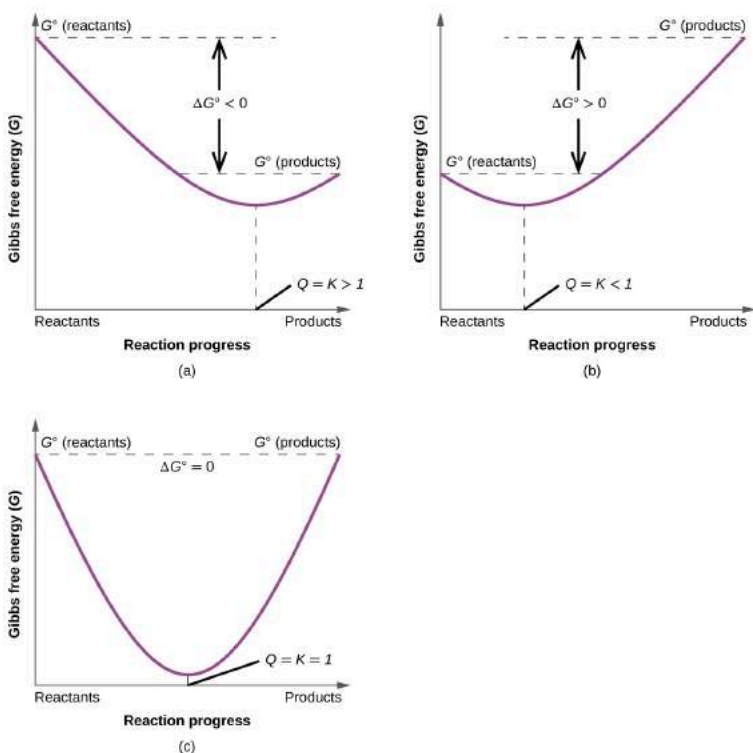 G° (reactants)
ΔG° < 0
G° (products)
Gibbs free energy (G)
Q = K > 1
Reactants
Products
Reaction progress
(a)
G° (products)
ΔG° > 0
G° (reactants)
Gibbs free energy (G)
Q = K < 1
Reactants
Products
Reaction progress
(b)
G° (reactants)
G° (products)
ΔG° = 0
Gibbs free energy (G)
Q = K = 1
Reactants
Products
Reaction progress
(c)